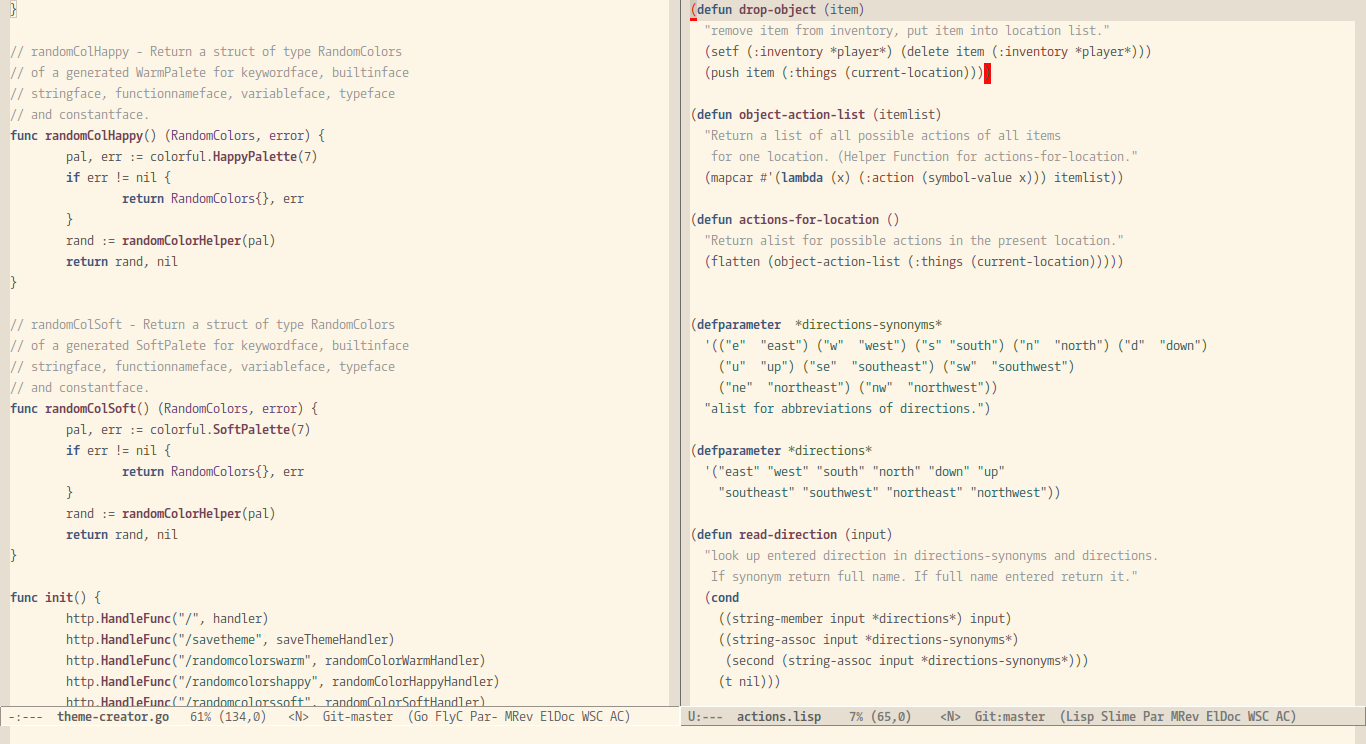 }

// randomColHappy - Return a struct of type RandomColors
// of a generated WarmPalete for keywordface, builtinface
// stringface, functionnameface, variableface, typeface
// and constantface.
func randomColHappy() (RandomColors, error) {
        pal, err := colorful.HappyPalette(7)
        if err != nil {
                return RandomColors{}, err
        }
        rand := randomColorHelper(pal)
        return rand, nil
}

// randomColSoft - Return a struct of type RandomColors
// of a generated SoftPalete for keywordface, builtinface
// stringface, functionnameface, variableface, typeface
// and constantface.
func randomColSoft() (RandomColors, error) {
        pal, err := colorful.SoftPalette(7)
        if err != nil {
                return RandomColors{}, err
        }
        rand := randomColorHelper(pal)
        return rand, nil
}

func init() {
        http.HandleFunc("/", handler)
        http.HandleFunc("/savetheme", saveThemeHandler)
        http.HandleFunc("/randomcolorswarm", randomColorWarmHandler)
        http.HandleFunc("/randomcolorshappy", randomColorHappyHandler)
        http.HandleFunc("/randomcolorssoft", randomColorSoftHandler)
-:---  theme-creator.go   61% (134,0)   <N>  Git-master  (Go FlyC Par- MRev ElDoc WSC AC)
(defun drop-object (item)
  "remove item from inventory, put item into location list."
  (setf (:inventory *player*) (delete item (:inventory *player*)))
  (push item (:things (current-location))))

(defun object-action-list (itemlist)
  "Return a list of all possible actions of all items
   for one location. (Helper Function for actions-for-location."
  (mapcar #'(lambda (x) (:action (symbol-value x))) itemlist))

(defun actions-for-location ()
  "Return alist for possible actions in the present location."
  (flatten (object-action-list (:things (current-location)))))

(defparameter  *directions-synonyms*
  '(("e"  "east") ("w"  "west") ("s" "south") ("n"  "north") ("d"  "down")
    ("u"  "up") ("se"  "southeast") ("sw"  "southwest")
    ("ne"  "northeast") ("nw"  "northwest"))
  "alist for abbreviations of directions.")

(defparameter *directions*
  '("east" "west" "south" "north" "down" "up"
    "southeast" "southwest" "northeast" "northwest"))

(defun read-direction (input)
  "look up entered direction in directions-synonyms and directions.
   If synonym return full name. If full name entered return it."
  (cond
    ((string-member input *directions*) input)
    ((string-assoc input *directions-synonyms*)
     (second (string-assoc input *directions-synonyms*)))
    (t nil)))
U:---  actions.lisp    7% (65,0)    <N>  Git:master  (Lisp Slime Par MRev ElDoc WSC AC)